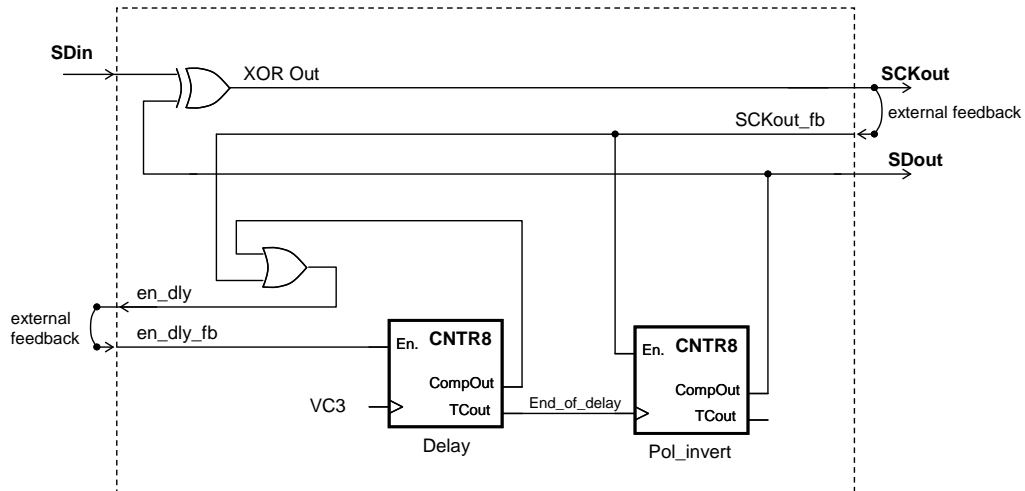 SDin
XOR Out
SCKout
external feedback
SCKout_fb
SDout
en_dly
external
feedback
en_dly_fb
En.
CNTR8
CompOut
TCout
VC3
Delay
End_of_delay
En.
CNTR8
CompOut
TCout
Pol_invert